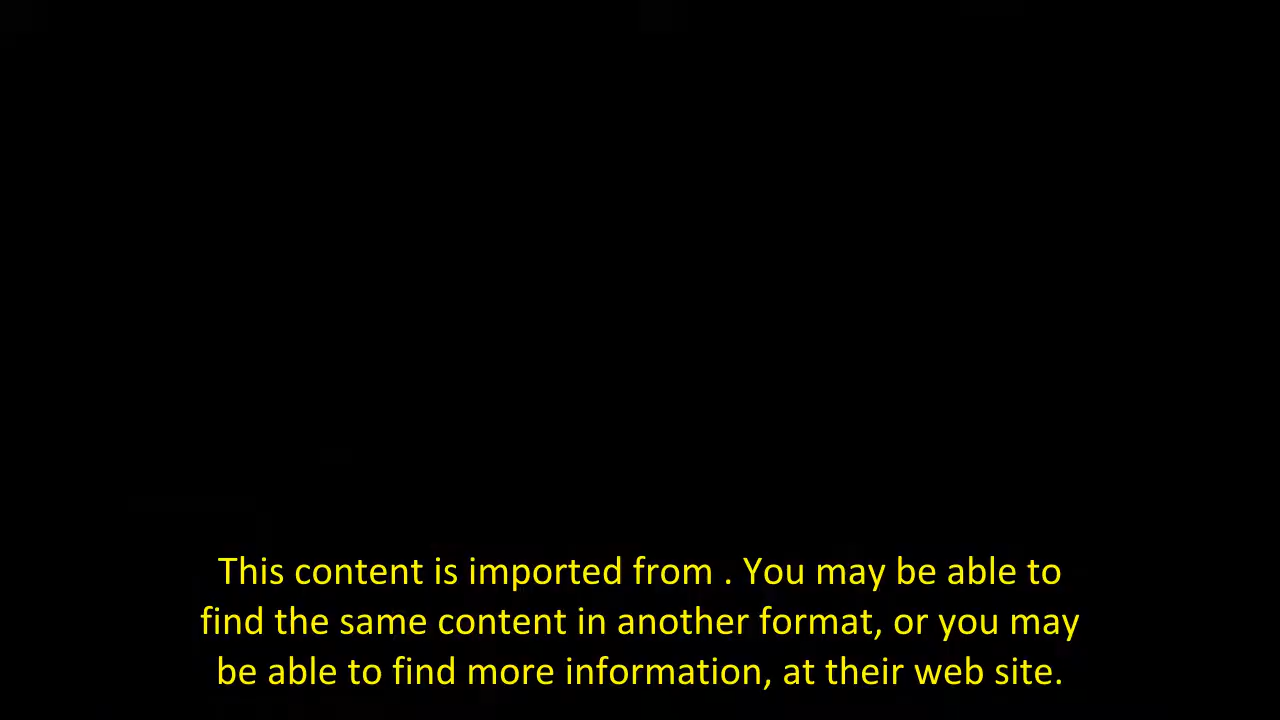 This content is imported from . You may be able to
find the same content in another format, or you may
be able to find more information, at their web site.